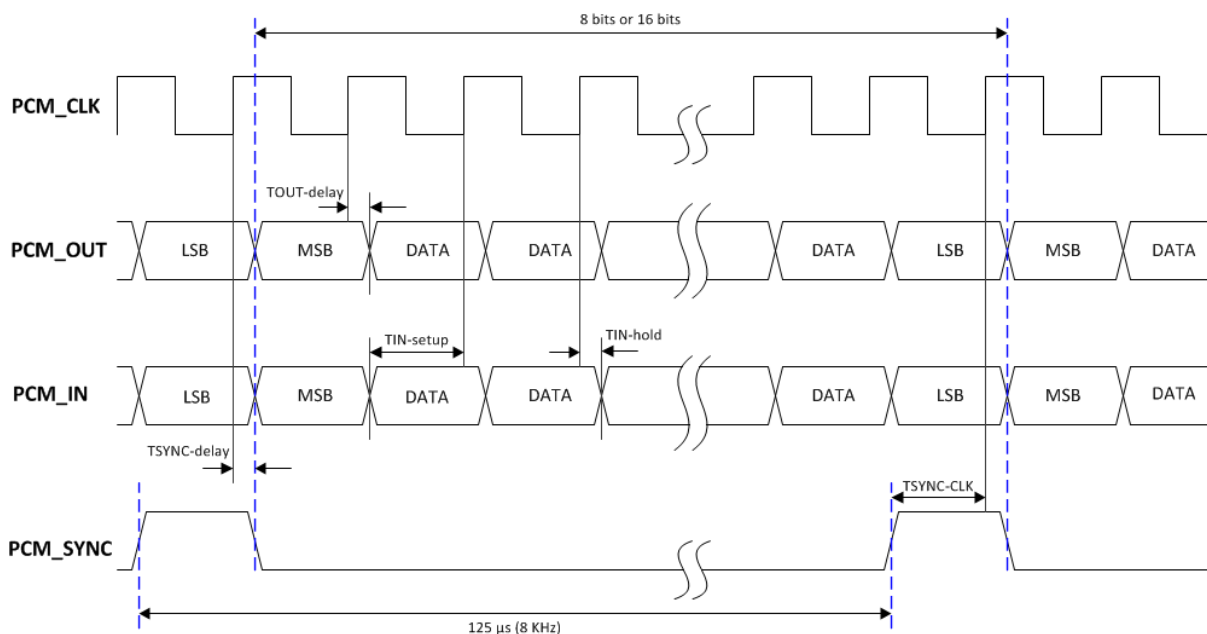 8 bits or 16 bits
PCM_CLK
TOUT-delay
PCM_OUT
LSB
MSB
DATA
DATA
DATA
LSB
MSB
DATA
TIN-setup
TIN-hold
PCM_IN
LSB
MSB
DATA
DATA
DATA
LSB
MSB
DATA
TSYNC-delay
TSYNC-CLK
PCM_SYNC
125 µs (8 KHz)